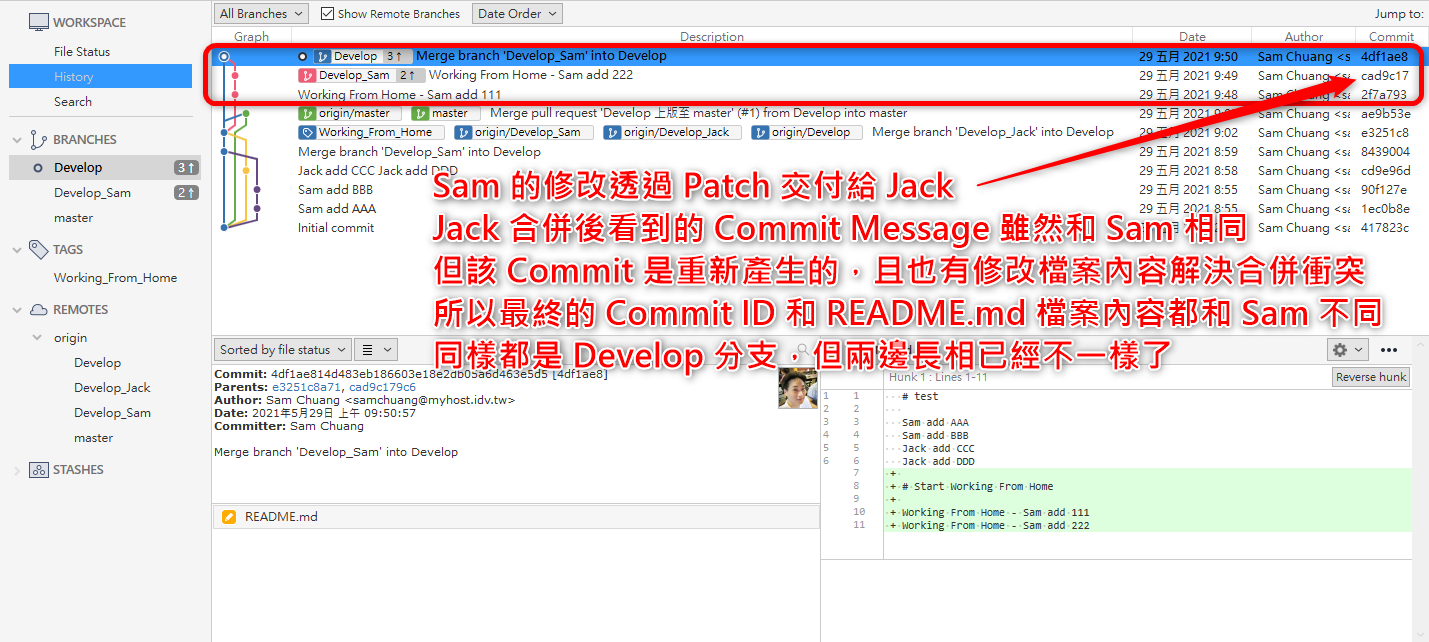 WORKSPACE
File Status
History
Search
BRANCHES
Develop 3↑
Develop_Sam 2↑
master
TAGS
Working_From_Home
REMOTES
origin
Develop
Develop_Jack
Develop_Sam
master
STASHES
All Branches Show Remote Branches Date Order Jump to:
Graph Description Date Author Commit
Develop 3↑ Merge branch 'Develop_Sam' into Develop 29 五月 2021 9:50 Sam Chuang <sa 4df1ae8
Develop_Sam 2↑ Working From Home - Sam add 222 29 五月 2021 9:49 Sam Chuang <sa cad9c17
Working From Home - Sam add 111 29 五月 2021 9:48 Sam Chuang <sa 2f7a793
origin/master master Merge pull request 'Develop 上版至 master' (#1) from Develop into master 29 五月 2021 Sam Chuang <sa ae9b53e
Working_From_Home origin/Develop_Sam origin/Develop_Jack origin/Develop Merge branch 'Develop_Jack' into Develop 29 五月 2021 9:02 Sam Chuang <sa e3251c8
Merge branch 'Develop_Sam' into Develop 29 五月 2021 8:59 Sam Chuang <sa 8439004
Jack add CCC Jack add DDD 29 五月 2021 8:58 Sam Chuang <sa cd9e96d
Sam add BBB 29 五月 2021 8:55 Sam Chuang <sa 90f127e
Sam add AAA 29 五月 2021 8:55 Sam Chuang <sa 1ec0b8e
Initial commit Sam Chuang <sa 417823c
Sam 的修改透過 Patch 交付給 Jack
Jack 合併後看到的 Commit Message 雖然和 Sam 相同
但該 Commit 是重新產生的，且也有修改檔案內容解決合併衝突
所以最終的 Commit ID 和 README.md 檔案內容都和 Sam 不同
同樣都是 Develop 分支，但兩邊長相已經不一樣了
Sorted by file status
Commit: 4df1ae814d483eb186603e18e2db05a6d463e5d5 [4df1ae8]
Parents: e3251c8a71, cad9c179c6
Author: Sam Chuang <samchuang@myhost.idv.tw>
Date: 2021年5月29日 上午 09:50:57
Committer: Sam Chuang
Merge branch 'Develop_Sam' into Develop
README.md
Hunk 1 : Lines 1-11 Reverse hunk
1 1 # test
2 2
3 3 Sam add AAA
4 4 Sam add BBB
5 5 Jack add CCC
6 6 Jack add DDD
7 +
8 + # Start Working From Home
9 +
10 + Working From Home - Sam add 111
11 + Working From Home - Sam add 222